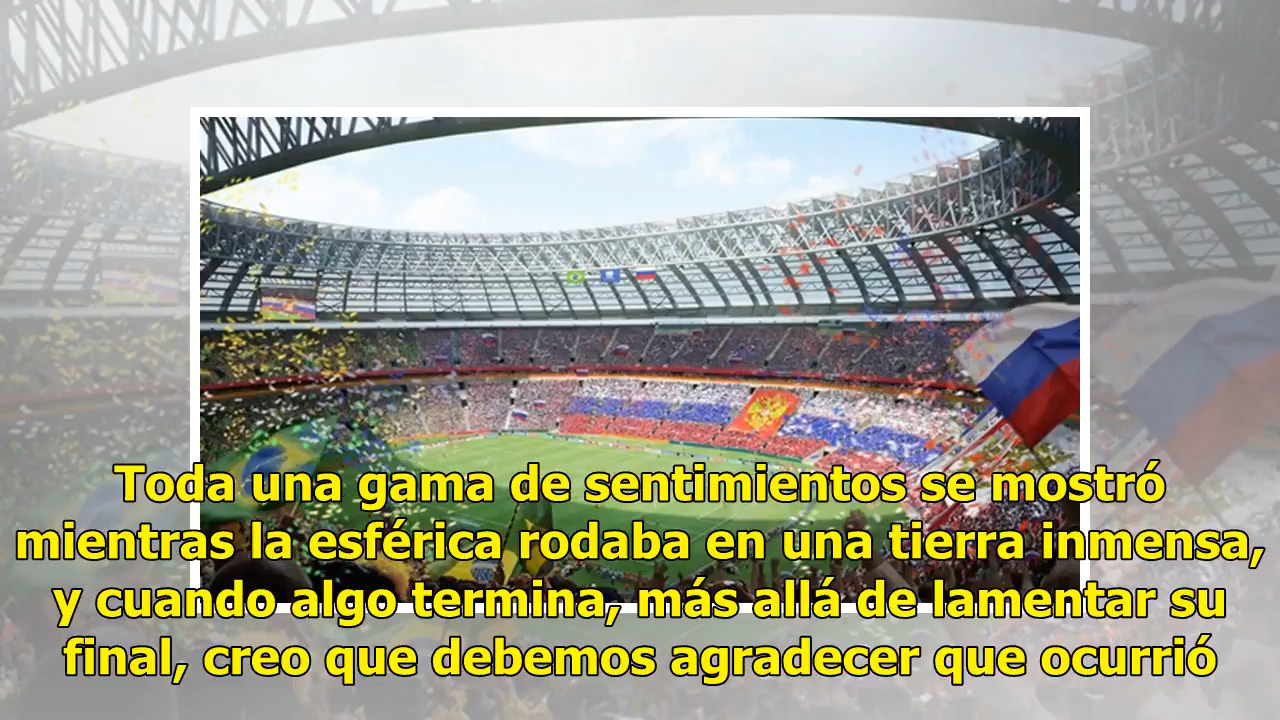 Toda una gama de sentimientos se mostró
mientras la esférica rodaba en una tierra inmensa,
y cuando algo termina, más allá de lamentar su
final, creo que debemos agradecer que ocurrió